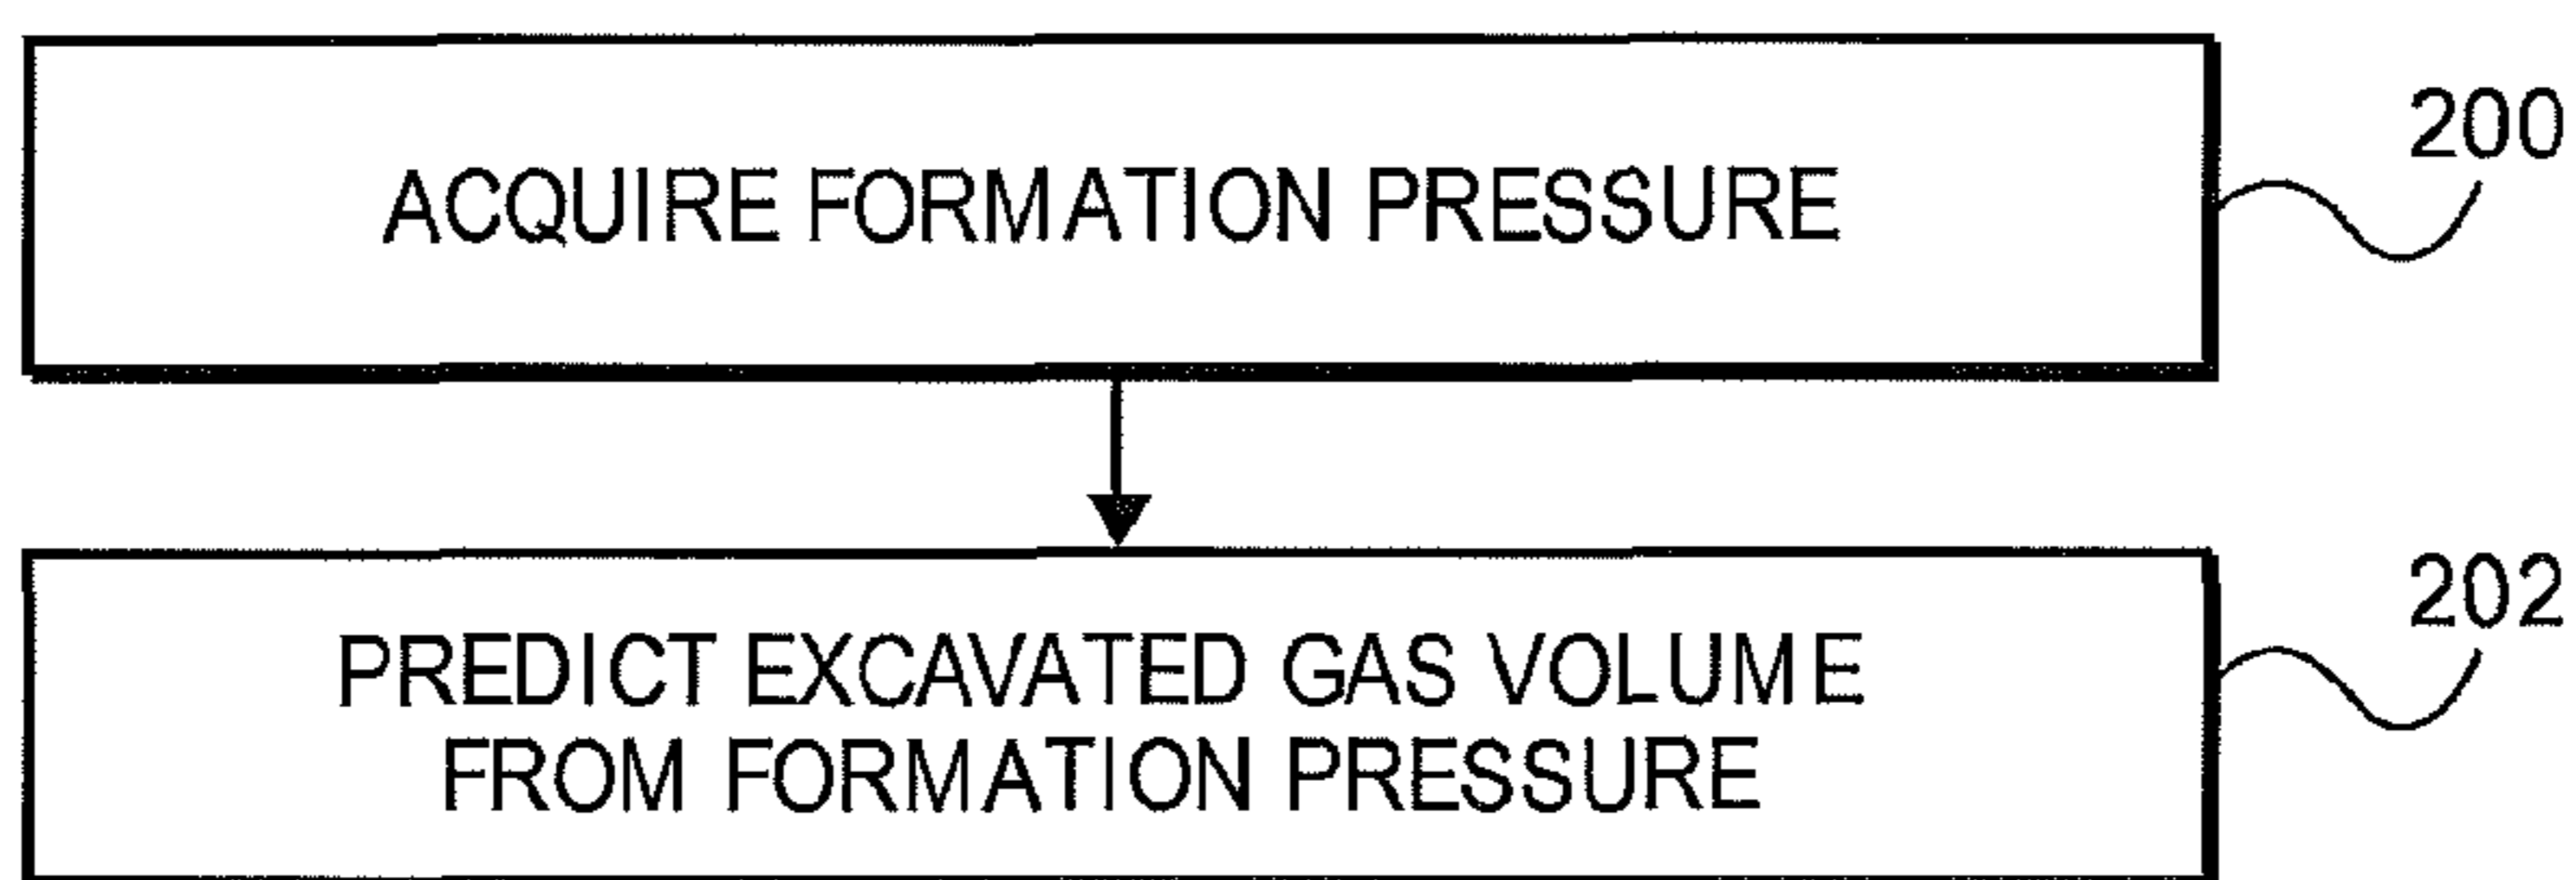 ACQUIRE FORMATION PRESSURE
200
PREDICT EXCAVATED GAS VOLUME
FROM FORMATION PRESSURE
202